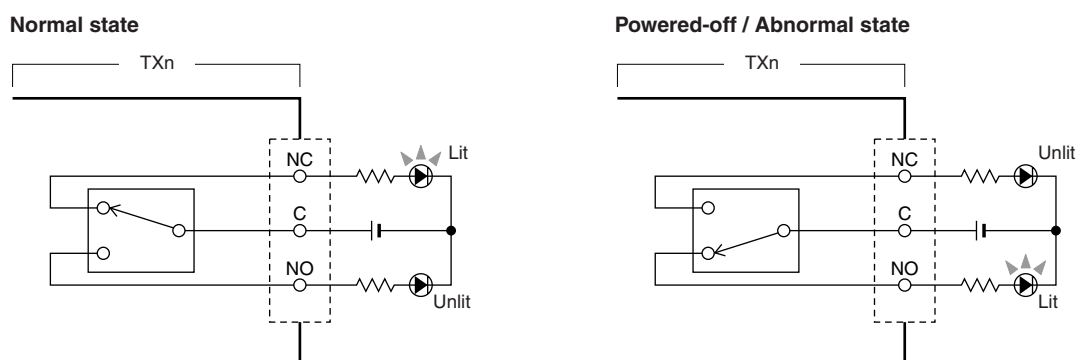 Normal state
TXn
NC
Lit
C
NO
Unlit
Powered-off / Abnormal state
TXn
NC
Unlit
C
NO
Lit